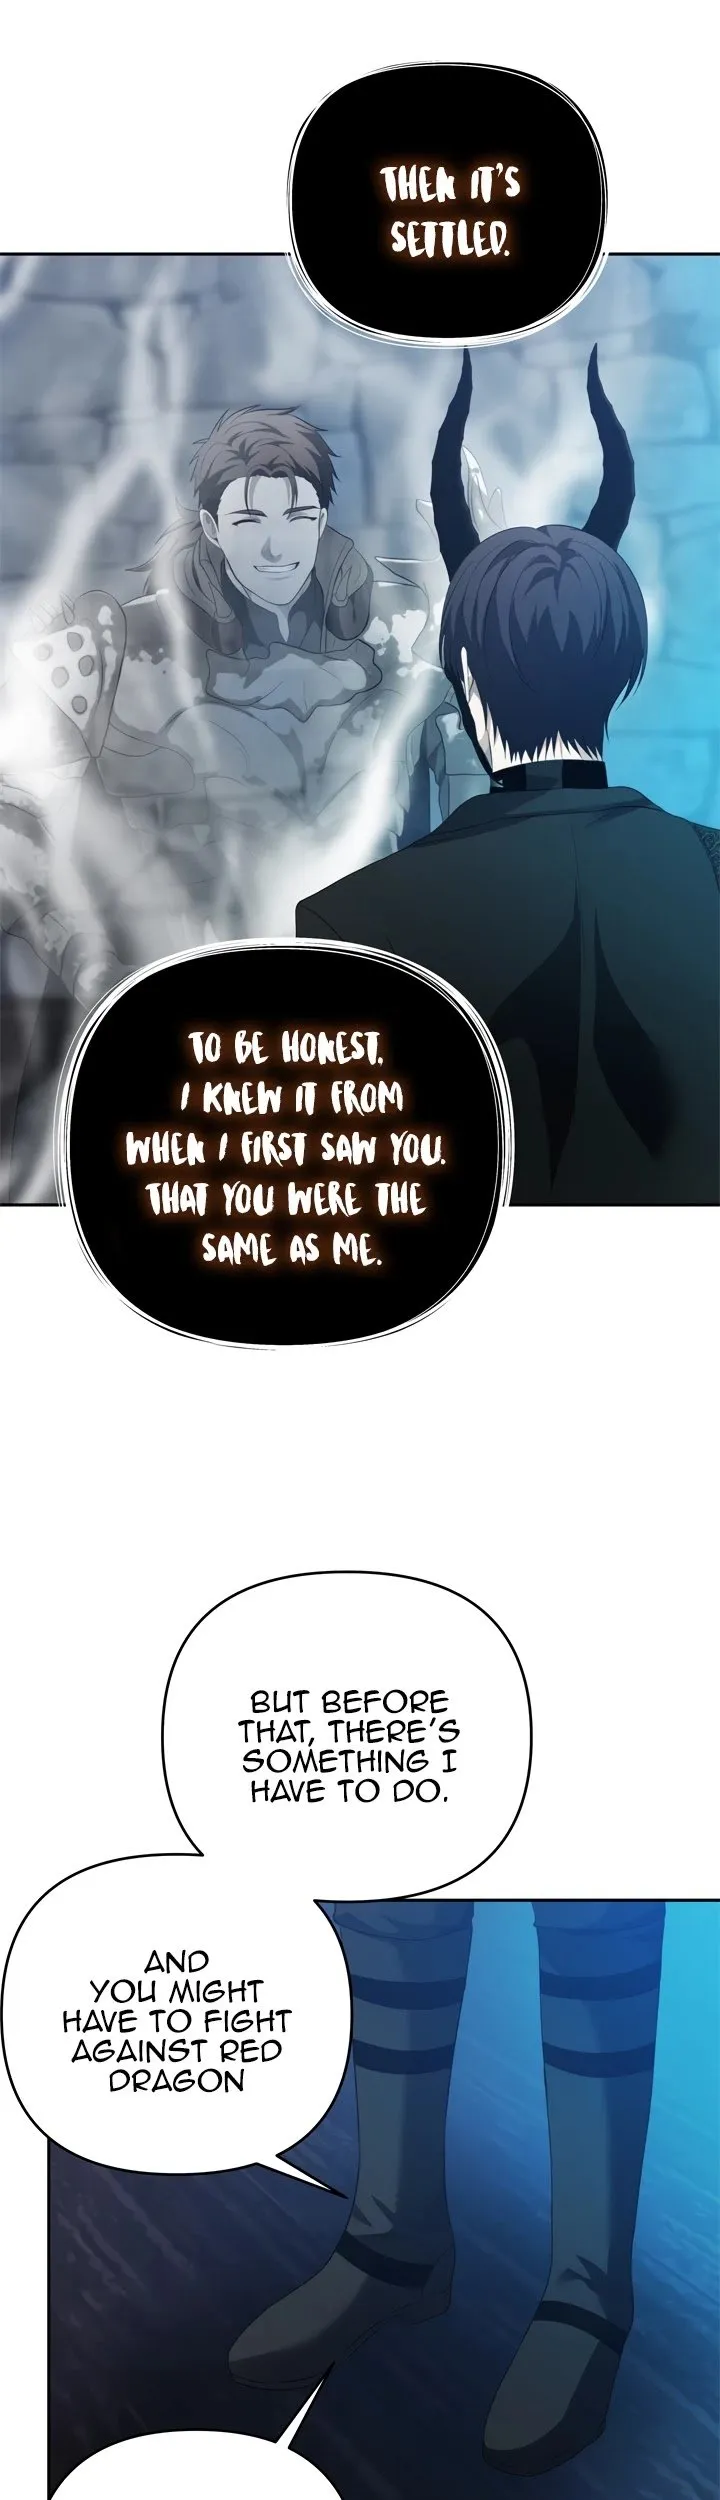 THEN IT'S
SETTLED.
TO BE HONEST,
I KNEW IT FROM
WHEN I FIRST SAW YOU.
THAT YOU WERE THE
SAME AS ME.
BUT BEFORE
THAT, THERE'S
SOMETHING I
HAVE TO DO.
AND
YOU MIGHT
HAVE TO FIGHT
AGAINST RED
DRAGON